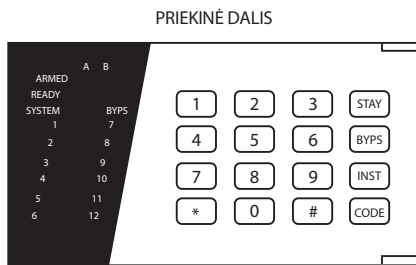 PRIEKINĖ DALIS
A B
ARMED
READY
SYSTEM BYPS
1 7
2 8
3 9
4 10
5 11
6 12
1 2 3 STAY
4 5 6 BYPS
7 8 9 INST
* 0 # CODE